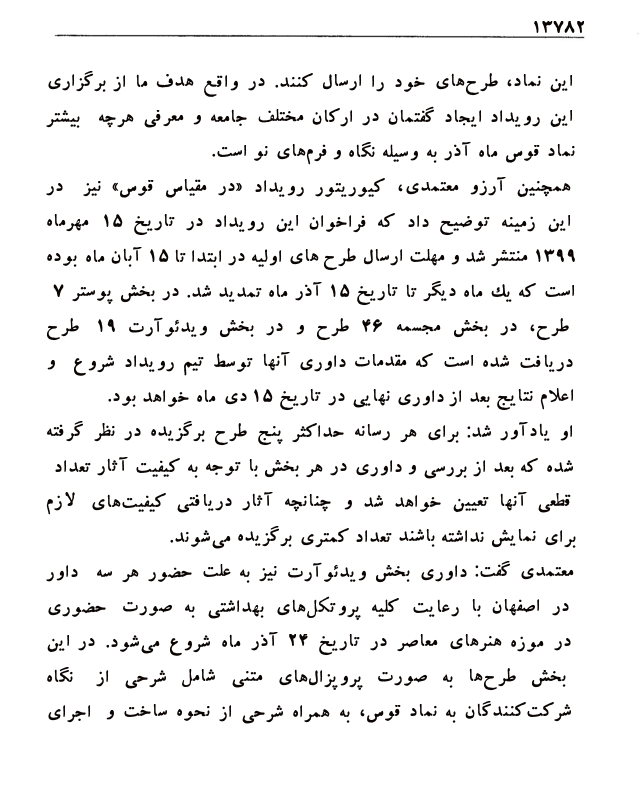 ۱۳۷۸۲
این نماد، طرح‌های خود را ارسال کنند. در واقع هدف ما از برگزاری
این رویداد ایجاد گفتمان در ارکان مختلف جامعه و معرفی هرچه بیشتر
نماد قوس ماه آذر به وسیله نگاه و فرم‌های نو است.
همچنین آرزو معتمدی، کیوریتور رویداد «در مقیاس قوس» نیز در
این زمینه توضیح داد که فراخوان این رویداد در تاریخ ۱۵ مهرماه
۱۳۹۹ منتشر شد و مهلت ارسال طرح های اولیه در ابتدا تا ۱۵ آبان ماه بوده
است که یك ماه دیگر تا تاریخ ۱۵ آذر ماه تمدید شد. در بخش پوستر ۷
طرح، در بخش مجسمه ۴۶ طرح و در بخش ویدئوآرت ۱۹ طرح
دریافت شده است که مقدمات داوری آنها توسط تیم رویداد شروع و
اعلام نتایج بعد از داوری نهایی در تاریخ ۱۵ دی ماه خواهد بود.
او یادآور شد: برای هر رسانه حداکثر پنج طرح برگزیده در نظر گرفته
شده که بعد از بررسی و داوری در هر بخش با توجه به کیفیت آثار تعداد
قطعی آنها تعیین خواهد شد و چنانچه آثار دریافتی کیفیت‌های لازم
برای نمایش نداشته باشند تعداد کمتری برگزیده می‌شوند.
معتمدی گفت: داوری بخش ویدئوآرت نیز به علت حضور هر سه داور
در اصفهان با رعایت کلیه پروتکل‌های بهداشتی به صورت حضوری
در موزه هنرهای معاصر در تاریخ ۲۴ آذر ماه شروع می‌شود. در این
بخش طرح‌ها به صورت پروپزال‌های متنی شامل شرحی از نگاه
شرکت‌کنندگان به نماد قوس، به همراه شرحی از نحوه ساخت و اجرای